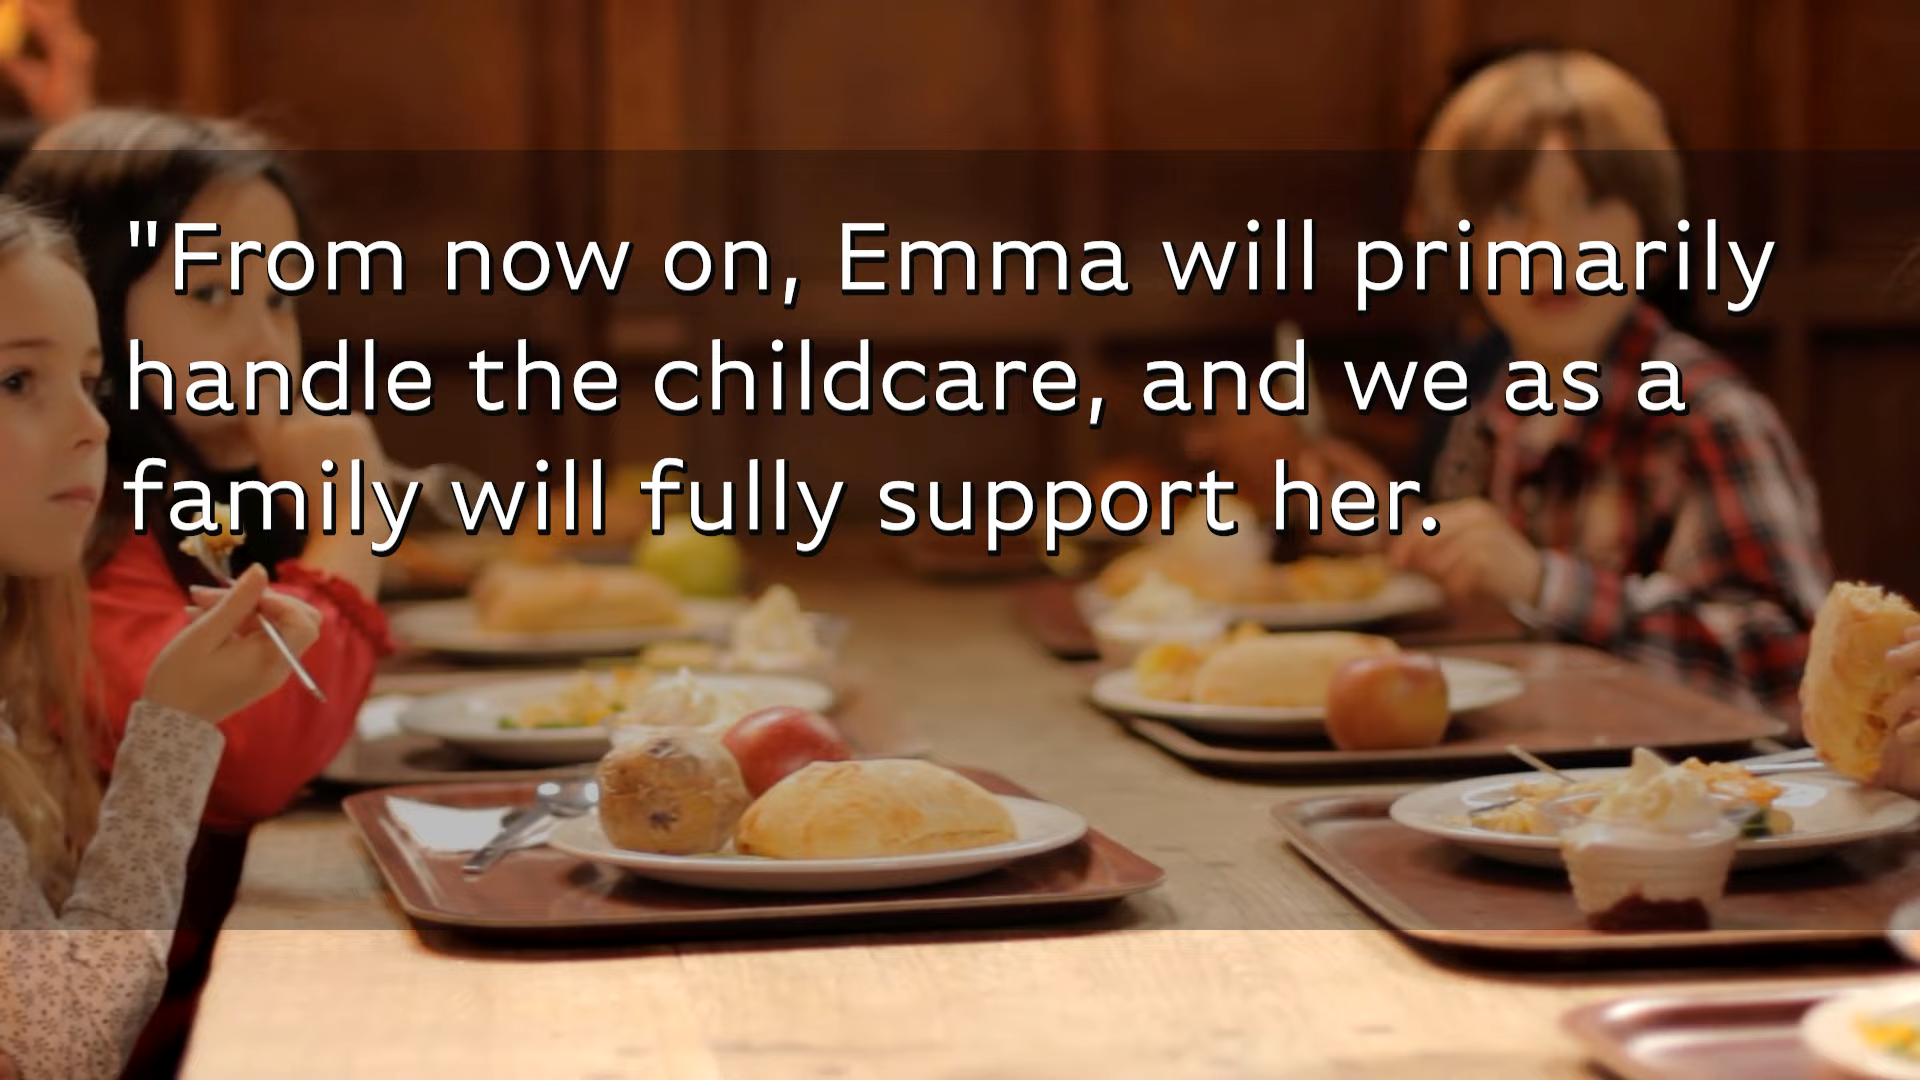 "From now on, Emma will primarily
handle the childcare, and we as a
family will fully support her.